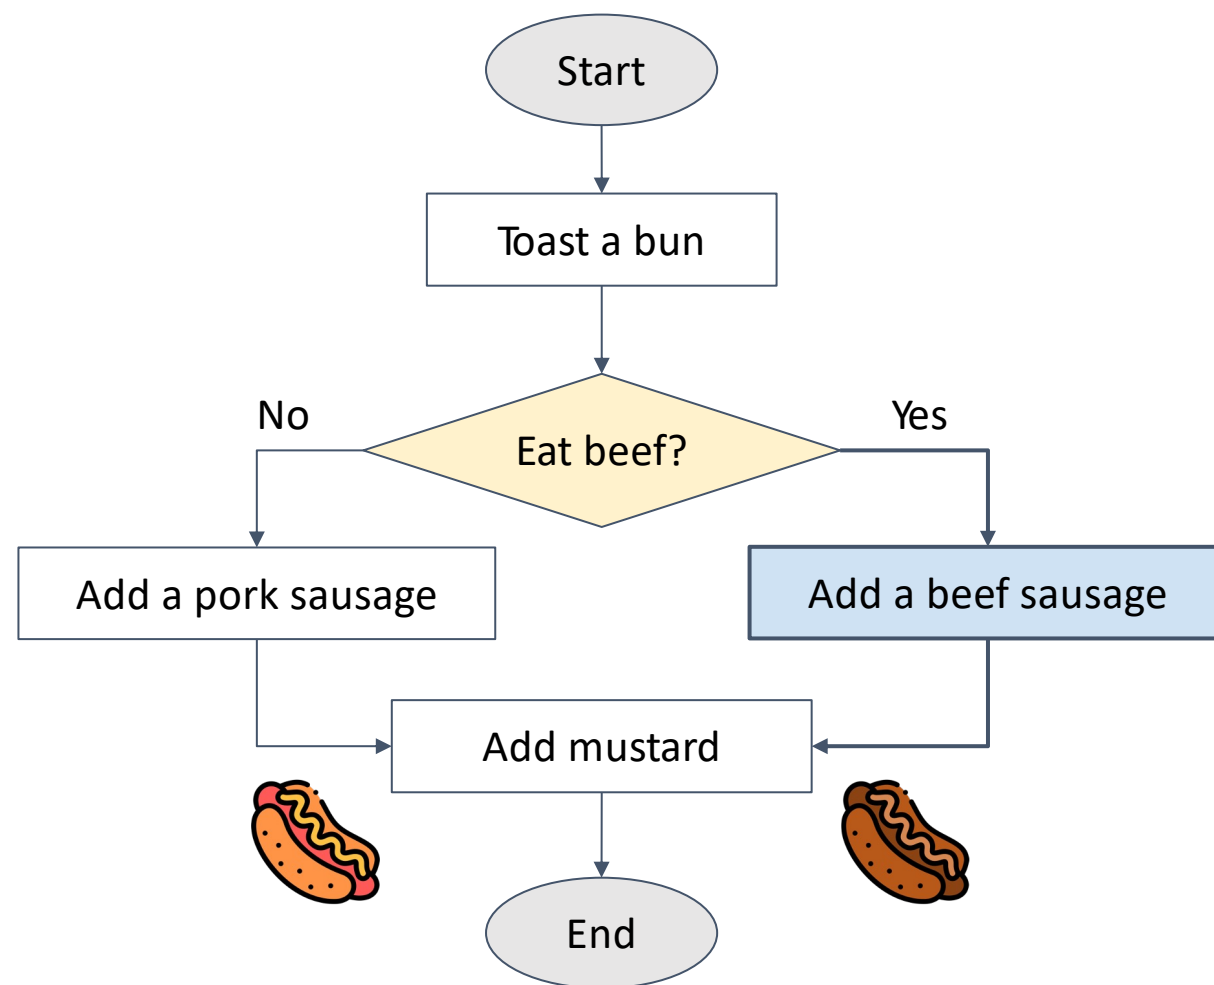 Start
Toast a bun
No
Yes
Eat beef?
Add a pork sausage
Add a beef sausage
Add mustard
End